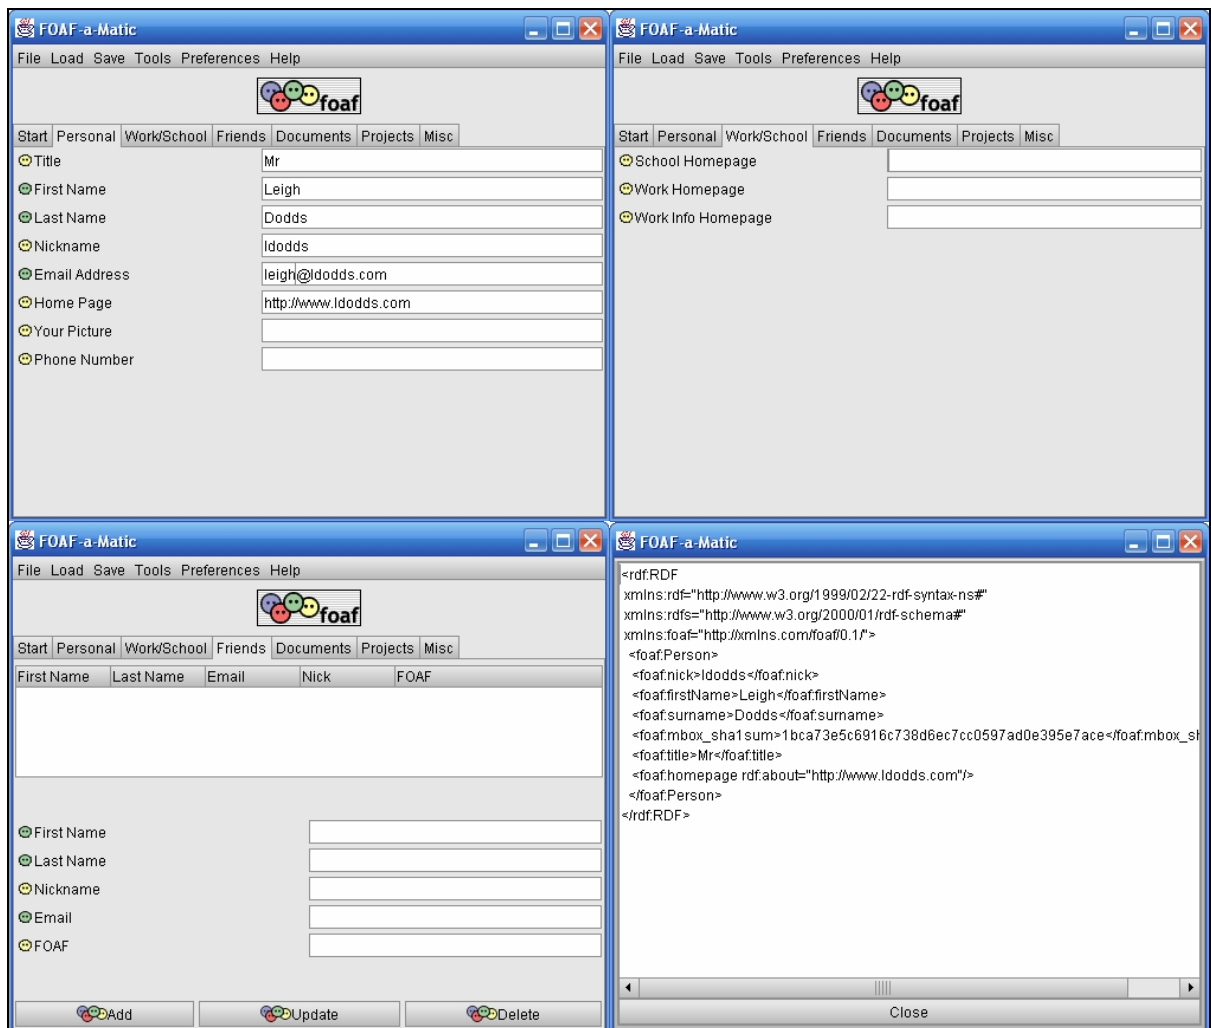 FOAF-a-Matic
File Load Save Tools Preferences Help
foaf
Start Personal Work/School Friends Documents Projects Misc
Title Mr
First Name Leigh
Last Name Dodds
Nickname ldodds
Email Address leigh@ldodds.com
Home Page http://www.ldodds.com
Your Picture
Phone Number
FOAF-a-Matic
File Load Save Tools Preferences Help
foaf
Start Personal Work/School Friends Documents Projects Misc
School Homepage
Work Homepage
Work Info Homepage
FOAF-a-Matic
File Load Save Tools Preferences Help
foaf
Start Personal Work/School Friends Documents Projects Misc
First Name Last Name Email Nick FOAF
First Name
Last Name
Nickname
Email
FOAF
Add Update Delete
FOAF-a-Matic
<rdf:RDF
xmlns:rdf="http://www.w3.org/1999/02/22-rdf-syntax-ns#"
xmlns:rdfs="http://www.w3.org/2000/01/rdf-schema#"
xmlns:foaf="http://xmlns.com/foaf/0.1/">
<foaf:Person>
<foaf:nick>ldodds</foaf:nick>
<foaf:firstName>Leigh</foaf:firstName>
<foaf:surname>Dodds</foaf:surname>
<foaf:mbox_sha1sum>1bca73e5c6916c738d6ec7cc0597ad0e395e7ace</foaf:mbox_sh
<foaf:title>Mr</foaf:title>
<foaf:homepage rdf:about="http://www.ldodds.com"/>
</foaf:Person>
</rdf:RDF>
Close